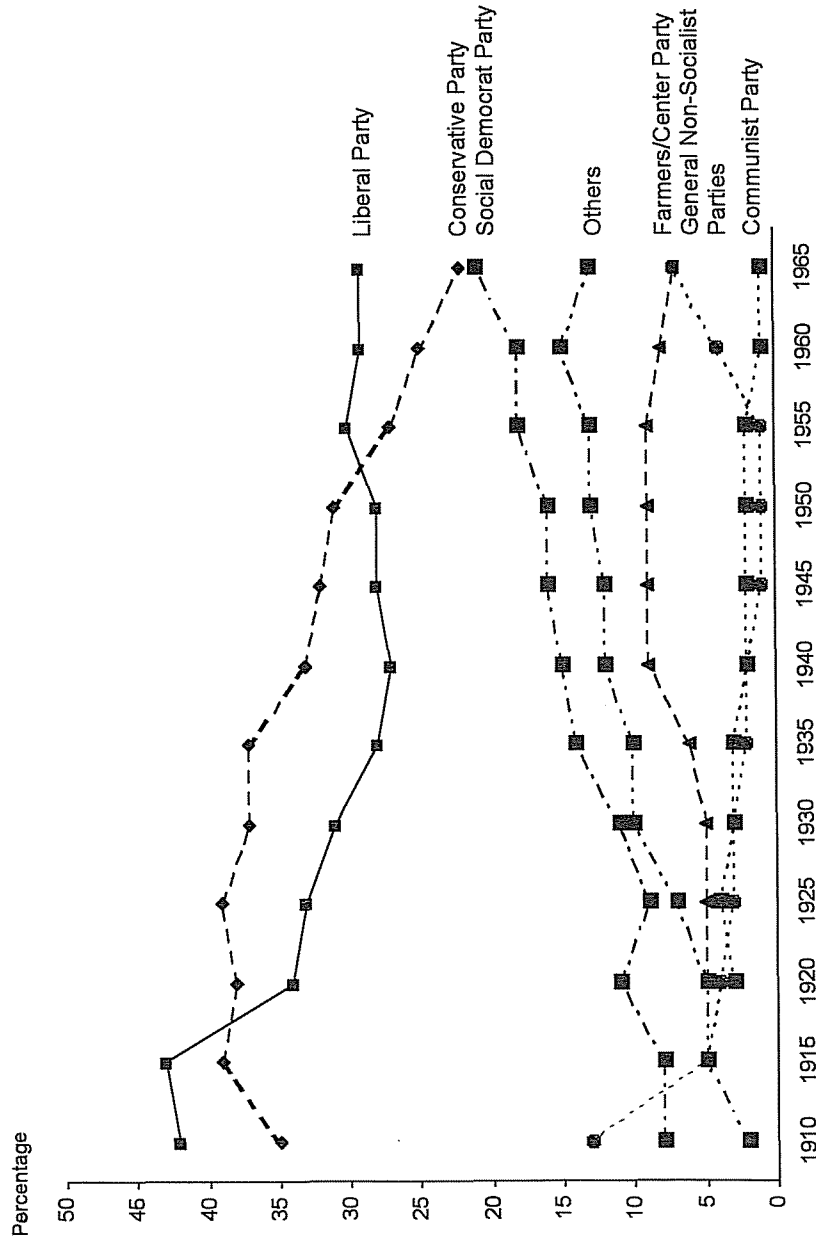 Percentage
50
45
40
35
30
25
20
15
10
5
0
1910
1915
1920
1925
1930
1935
1940
1945
1950
1955
1960
1965
Liberal Party
Conservative Party
Social Democrat Party
Others
Farmers/Center Party
General Non-Socialist
Parties
Communist Party